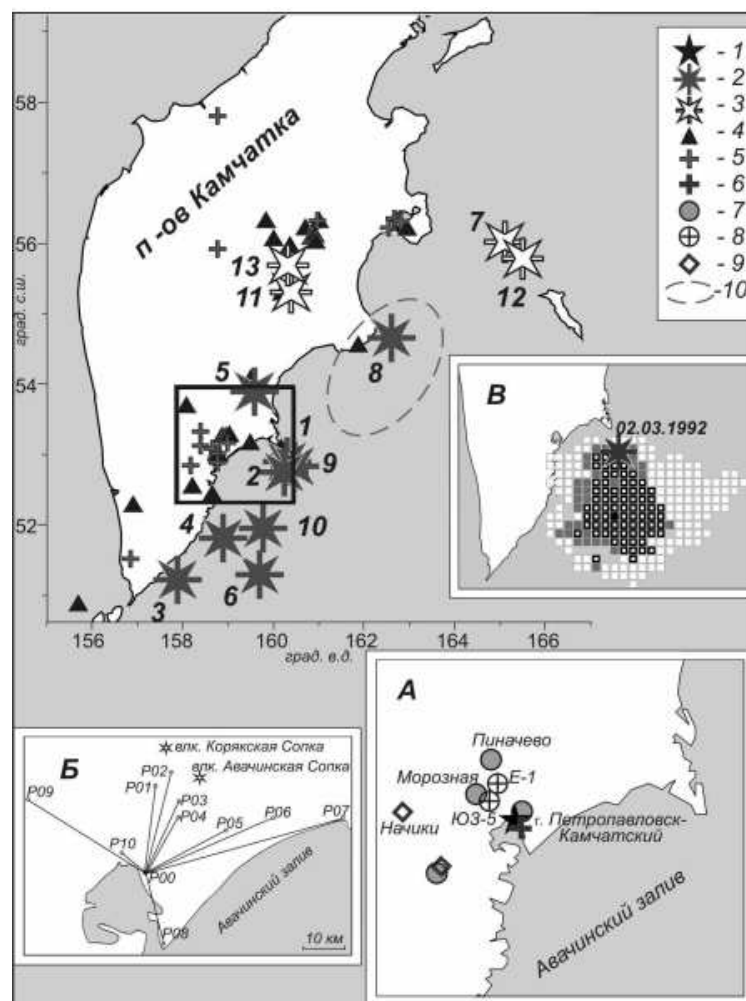 58
56
54
52
град. с.ш.
156
158
160
162
164
166
град. в.д.
п -ов Камчатка
7
12
13
11
8
5
1
2
9
4
10
3
6
- 1
- 2
- 3
- 4
- 5
- 6
- 7
- 8
- 9
-10
В
02.03.1992
Б
влк. Корякская Сопка
влк. Авачинская Сопка
P09
P02
P01
P03
P04
P05
P06
P07
P10
P00
P08
Авачинский залив
10 км
А
Пиначево
Морозная
Е-1
ЮЗ-5
г. Петропавловск-
Камчатский
Начики
Авачинский залив